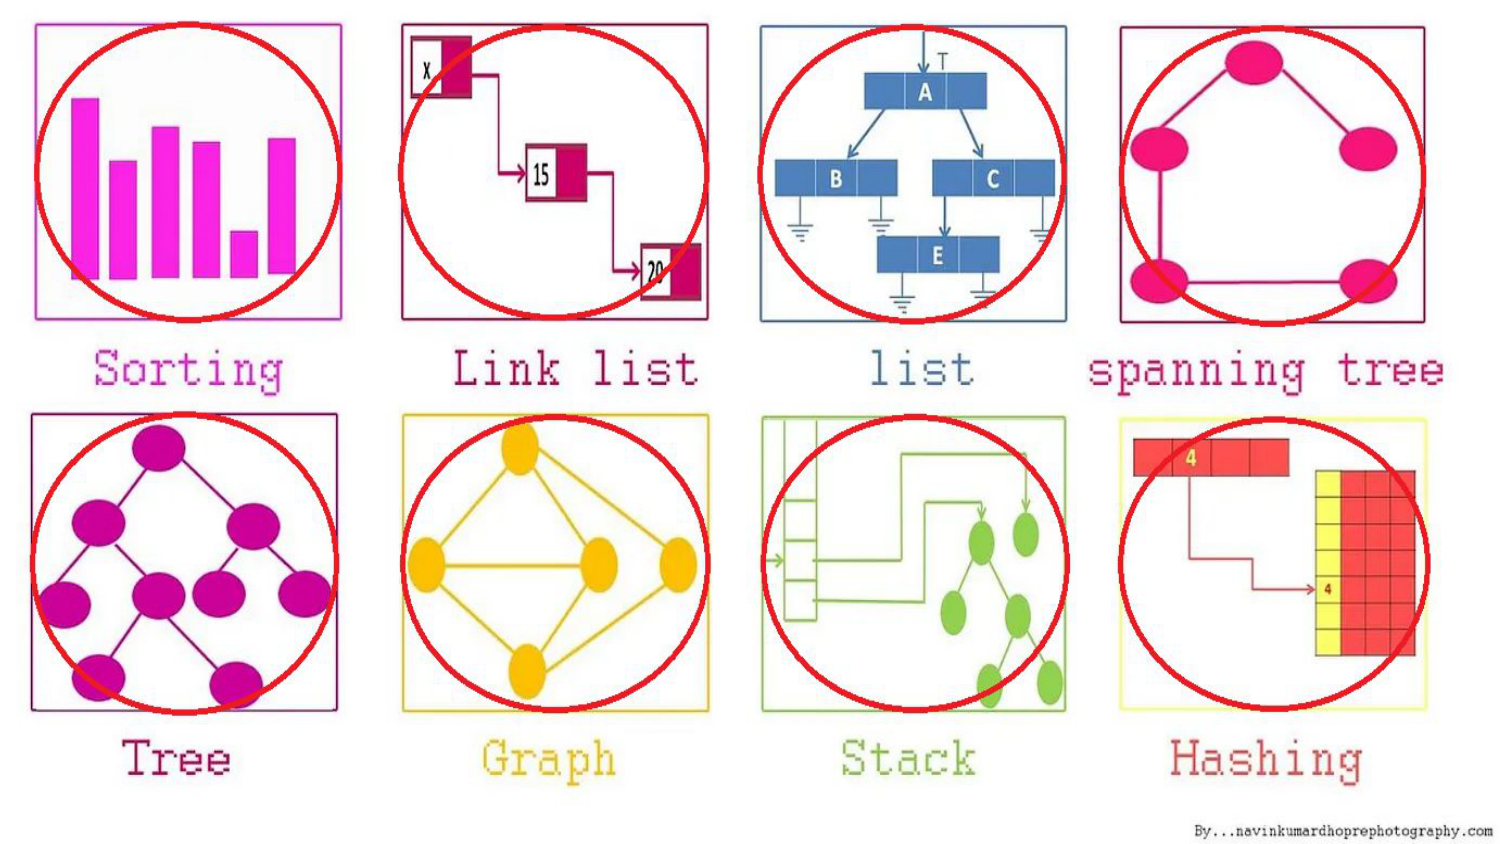 X
15
20
T
A
B
C
E
Sorting
Link list
list
spanning tree
4
4
Tree
Graph
Stack
Hashing
By...navinkumardhoprephotography.com